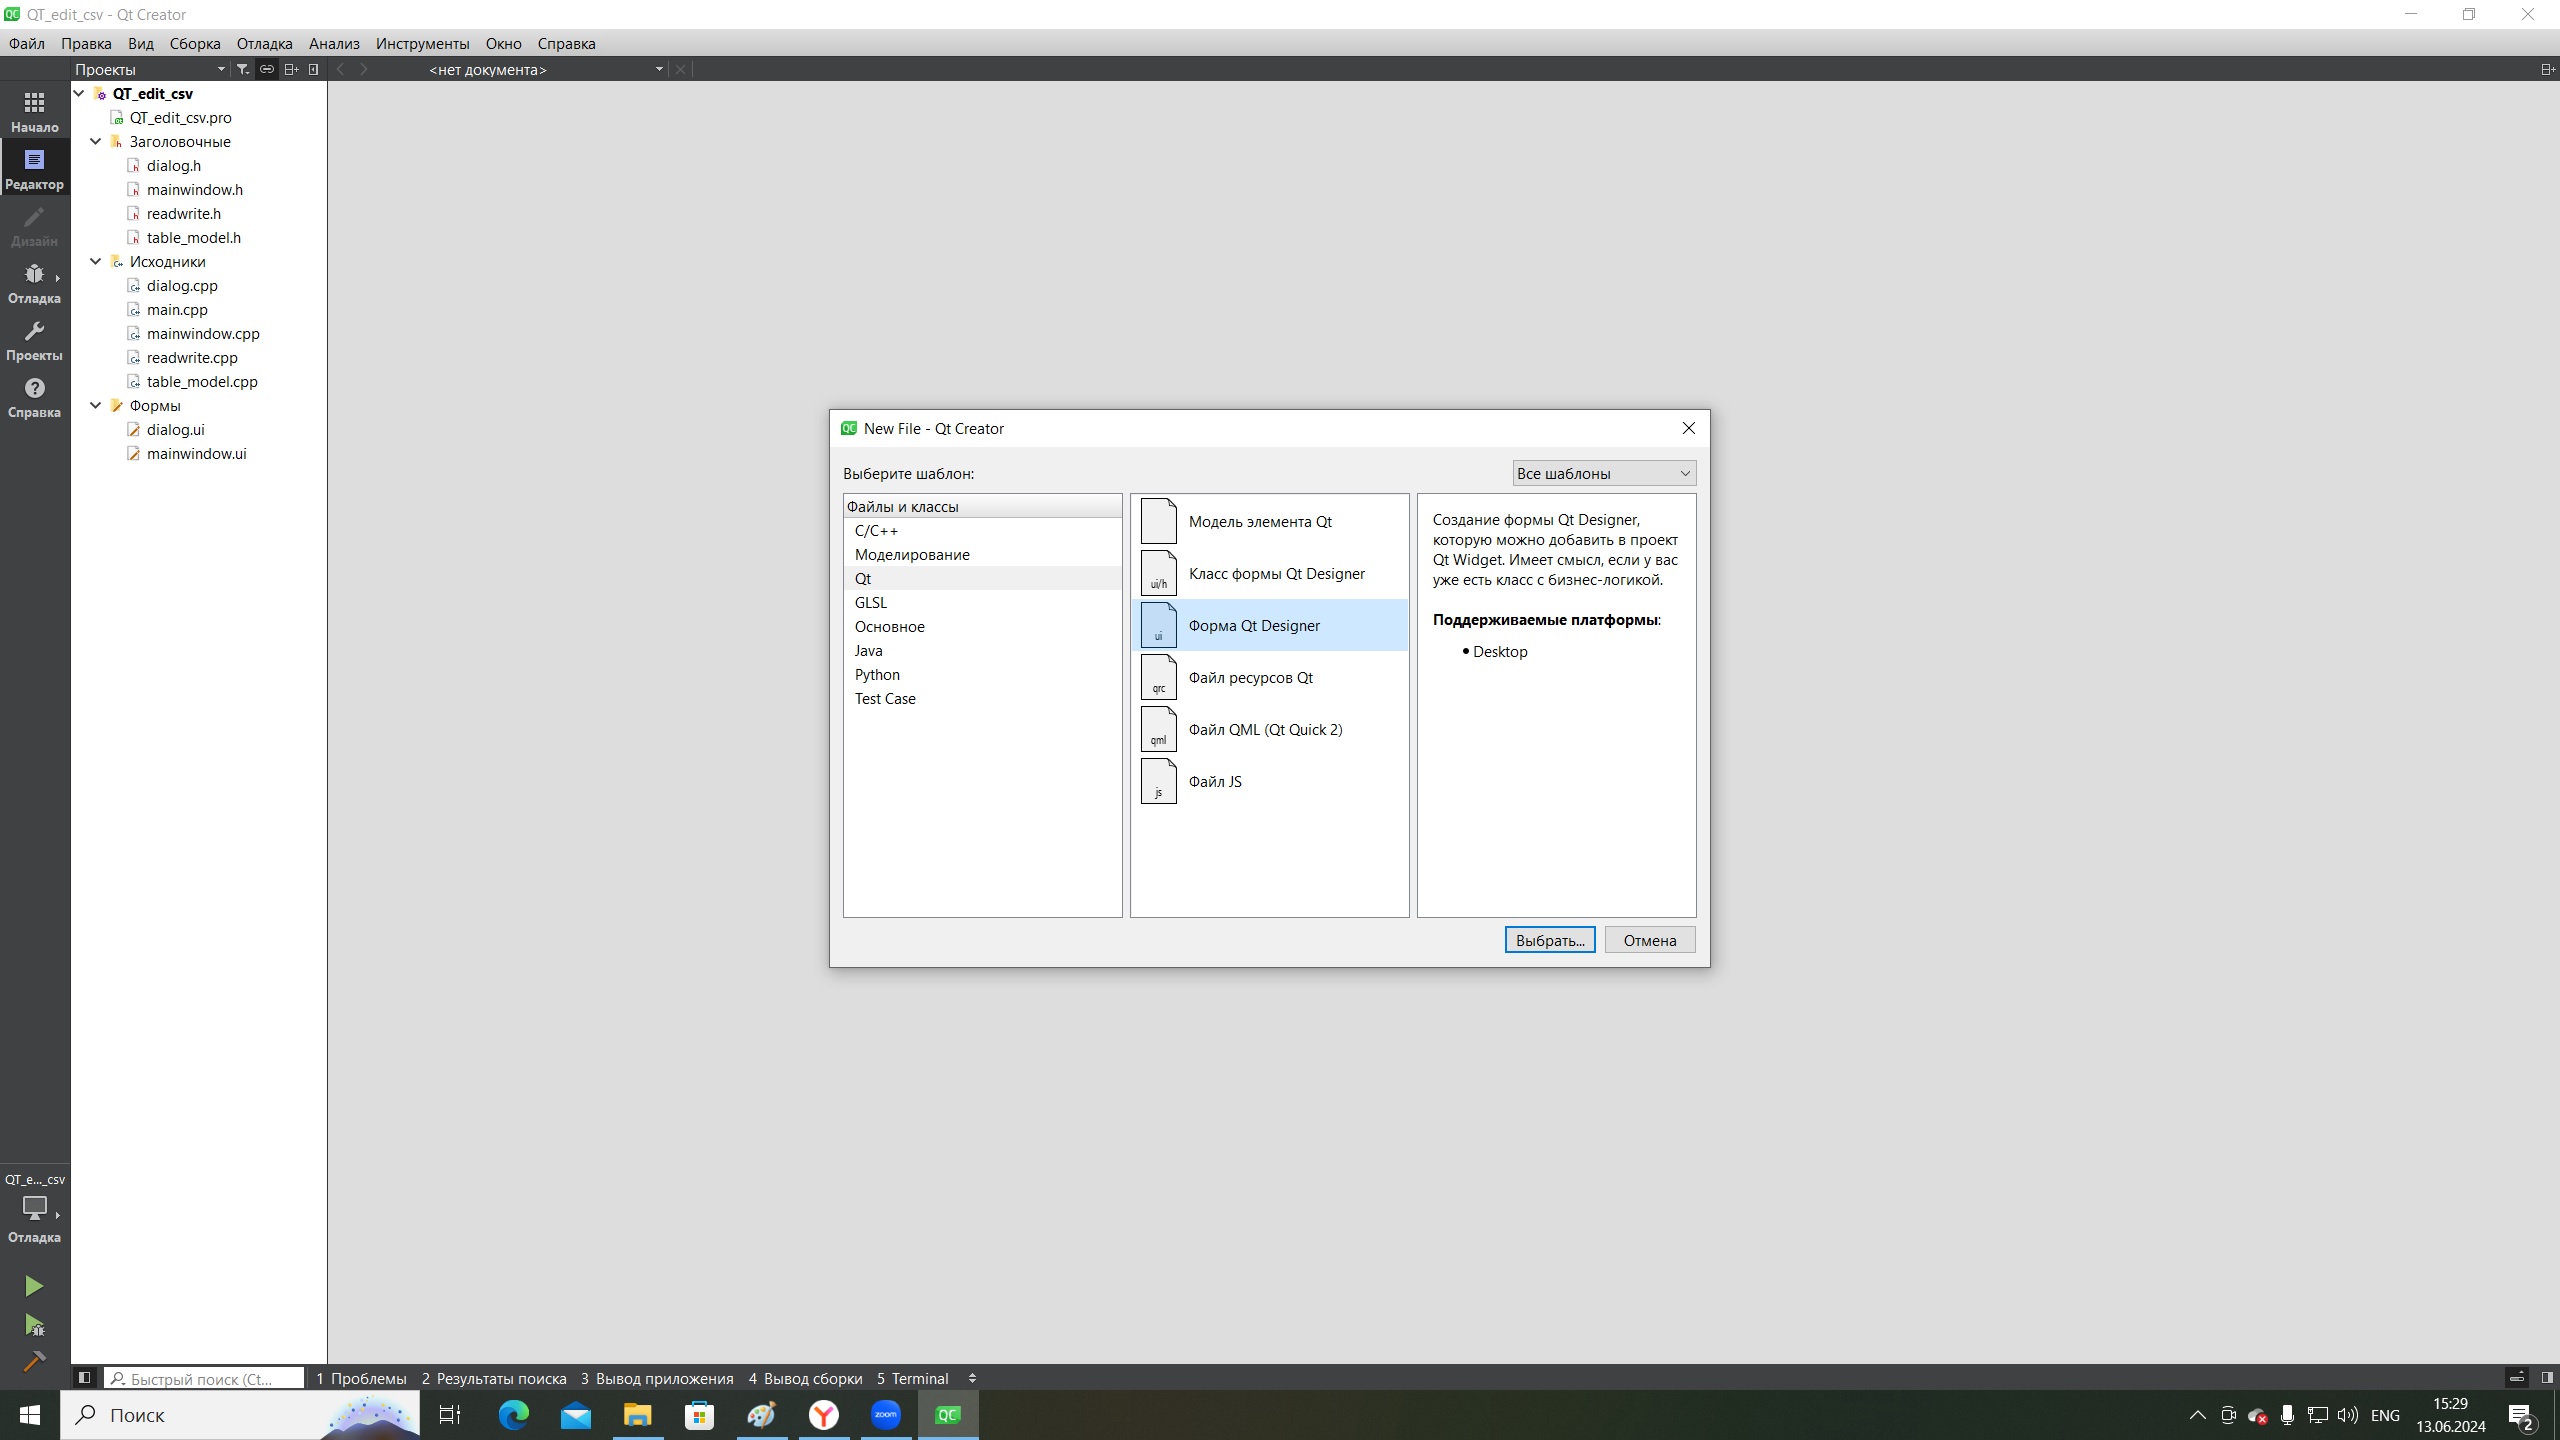 QT_edit_csv - Qt Creator
Файл Правка Вид Сборка Отладка Анализ Инструменты Окно Справка
Проекты
<нет документа>
Начало
Редактор
Дизайн
Отладка
Проекты
Справка
QT_edit_csv
QT_edit_csv.pro
Заголовочные
dialog.h
mainwindow.h
readwrite.h
table_model.h
Исходники
dialog.cpp
main.cpp
mainwindow.cpp
readwrite.cpp
table_model.cpp
Формы
dialog.ui
mainwindow.ui
New File - Qt Creator
Выберите шаблон:
Все шаблоны
Файлы и классы
C/C++
Моделирование
Qt
GLSL
Основное
Java
Python
Test Case
Модель элемента Qt
ui/h
Класс формы Qt Designer
ui
Форма Qt Designer
qrc
Файл ресурсов Qt
qml
Файл QML (Qt Quick 2)
js
Файл JS
Создание формы Qt Designer,
которую можно добавить в проект
Qt Widget. Имеет смысл, если у вас
уже есть класс с бизнес-логикой.
Поддерживаемые платформы:
• Desktop
Выбрать...
Отмена
QT_e..._csv
Отладка
Быстрый поиск (Ct...
1 Проблемы 2 Результаты поиска 3 Вывод приложения 4 Вывод сборки 5 Terminal
Поиск
zoom
QC
ENG
15:29
13.06.2024
2